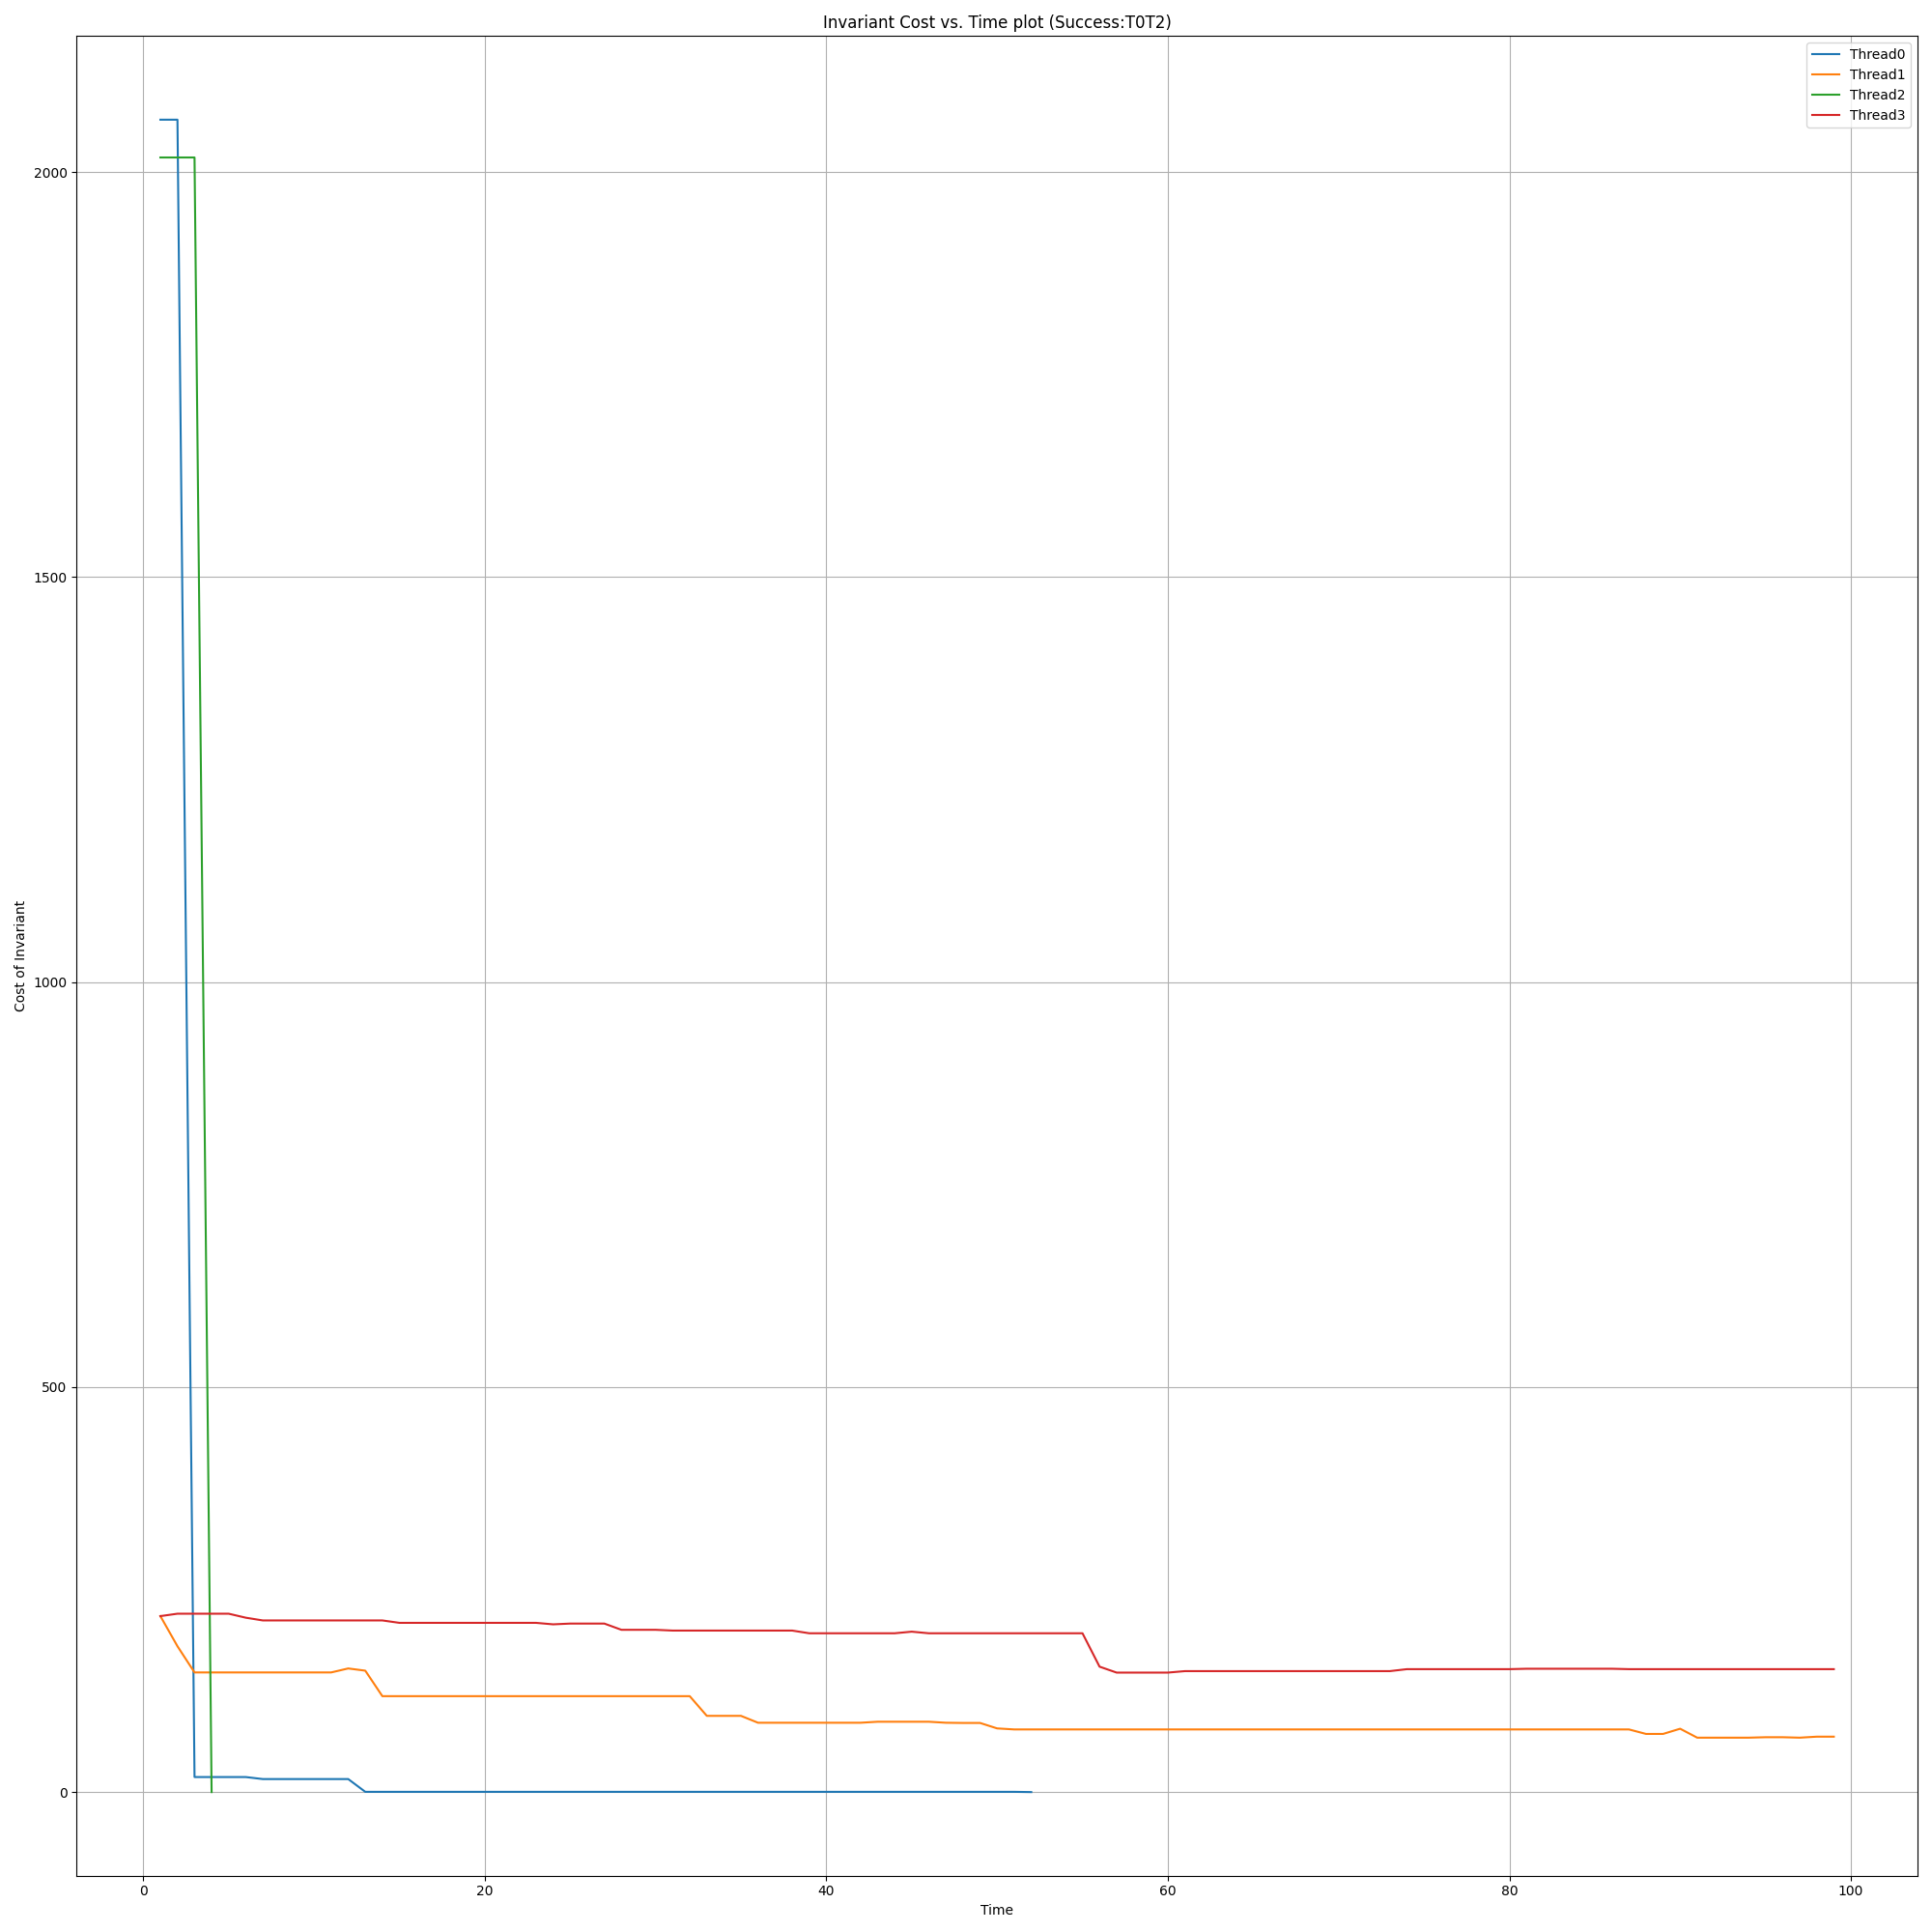 Invariant Cost vs. Time plot (Success:T0T2)
Thread0
Thread1
Thread2
Thread3
Cost of Invariant
2000
1500
1000
500
0
0 20 40 60 80 100
Time